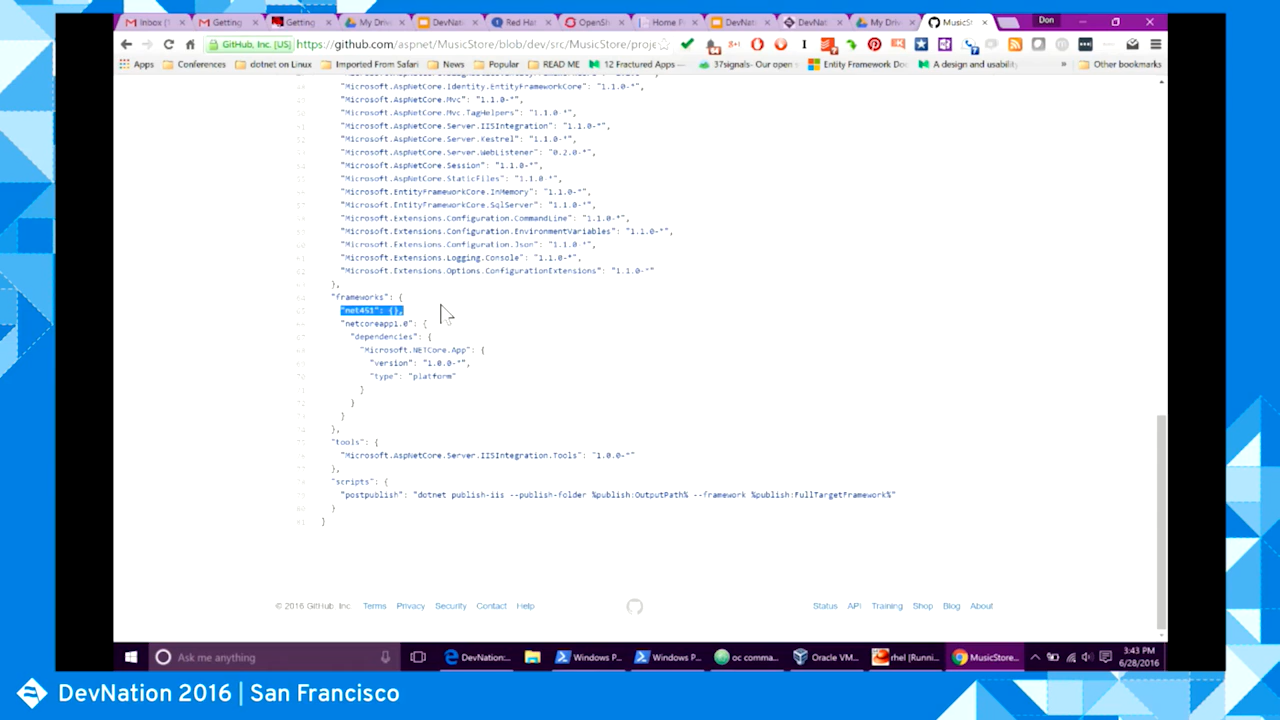 Inbox (1
Getting
Getting
My Driv
DevNat
Red Hat
OpenSh
Home P
DevNat
DevNat
My Driv
MusicSt
Don
GitHub, Inc. [US]
https://github.com/aspnet/MusicStore/blob/dev/src/MusicStore/proje
Apps
Conferences
dotnet on Linux
Imported From Safari
News
Popular
READ ME
12 Fractured Apps
37signals- Our open
Entity Framework Do
A design and usability
»
Other bookmarks
"Microsoft.AspNetCore.Identity.EntityFrameworkCore": "1.1.0-*",
"Microsoft.AspNetCore.Mvc": "1.1.0-*",
"Microsoft.AspNetCore.Mvc.TagHelpers": "1.1.0-*",
"Microsoft.AspNetCore.Server.IISIntegration": "1.1.0-*",
"Microsoft.AspNetCore.Server.Kestrel": "1.1.0-*",
"Microsoft.AspNetCore.Server.WebListener": "0.2.0-*",
"Microsoft.AspNetCore.Session": "1.1.0-*",
"Microsoft.AspNetCore.StaticFiles": "1.1.0-*",
"Microsoft.EntityFrameworkCore.InMemory": "1.1.0-*",
"Microsoft.EntityFrameworkCore.SqlServer": "1.1.0-*",
"Microsoft.Extensions.Configuration.CommandLine": "1.1.0-*",
"Microsoft.Extensions.Configuration.EnvironmentVariables": "1.1.0-*",
"Microsoft.Extensions.Configuration.Json": "1.1.0-*",
"Microsoft.Extensions.Logging.Console": "1.1.0-*",
"Microsoft.Extensions.Options.ConfigurationExtensions": "1.1.0-*"
},
"frameworks": {
"net451": {},
"netcoreapp1.0": {
"dependencies": {
"Microsoft.NETCore.App": {
"version": "1.0.0-*",
"type": "platform"
}
}
}
},
"tools": {
"Microsoft.AspNetCore.Server.IISIntegration.Tools": "1.0.0-*"
},
"scripts": {
"postpublish": "dotnet publish-iis --publish-folder %publish:OutputPath% --framework %publish:FullTargetFramework%"
}
}
© 2016 GitHub, Inc.
Terms
Privacy
Security
Contact
Help
Status
API
Training
Shop
Blog
About
Ask me anything
DevNation:
Windows P...
Windows P...
oc comma...
Oracle VM...
rhel [Runni...
MusicStore...
3:43 PM
6/28/2016
DevNation 2016 | San Francisco